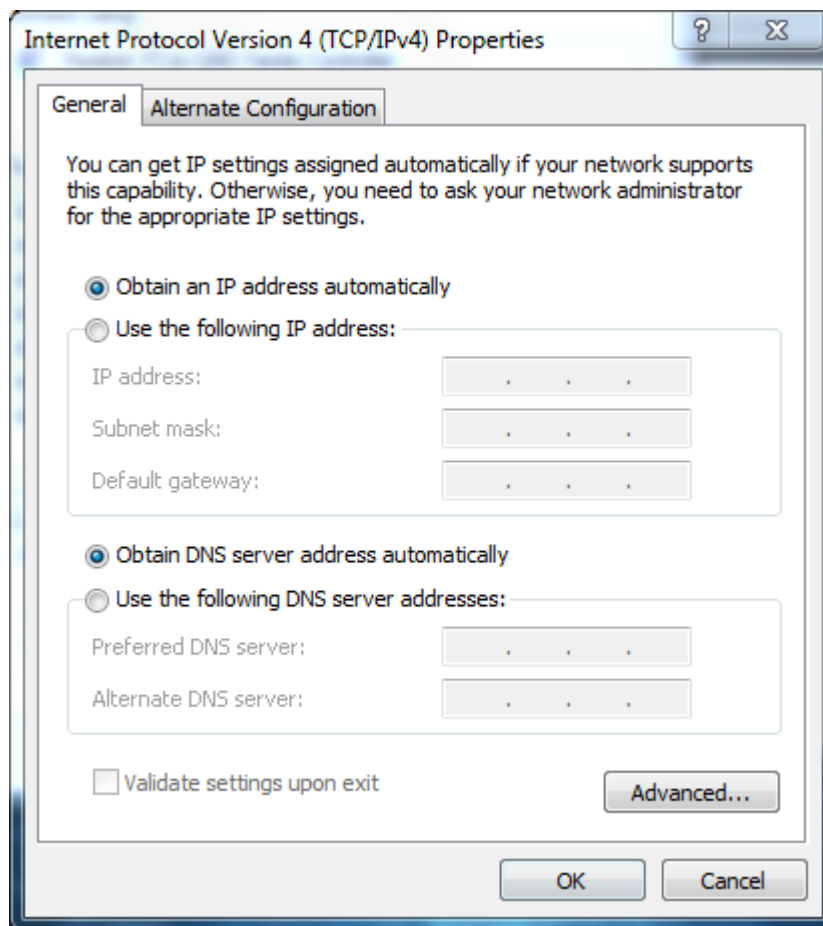 Internet Protocol Version 4 (TCP/IPv4) Properties
General
Alternate Configuration
You can get IP settings assigned automatically if your network supports
this capability. Otherwise, you need to ask your network administrator
for the appropriate IP settings.
Obtain an IP address automatically
Use the following IP address:
IP address:
Subnet mask:
Default gateway:
Obtain DNS server address automatically
Use the following DNS server addresses:
Preferred DNS server:
Alternate DNS server:
Validate settings upon exit
Advanced...
OK
Cancel